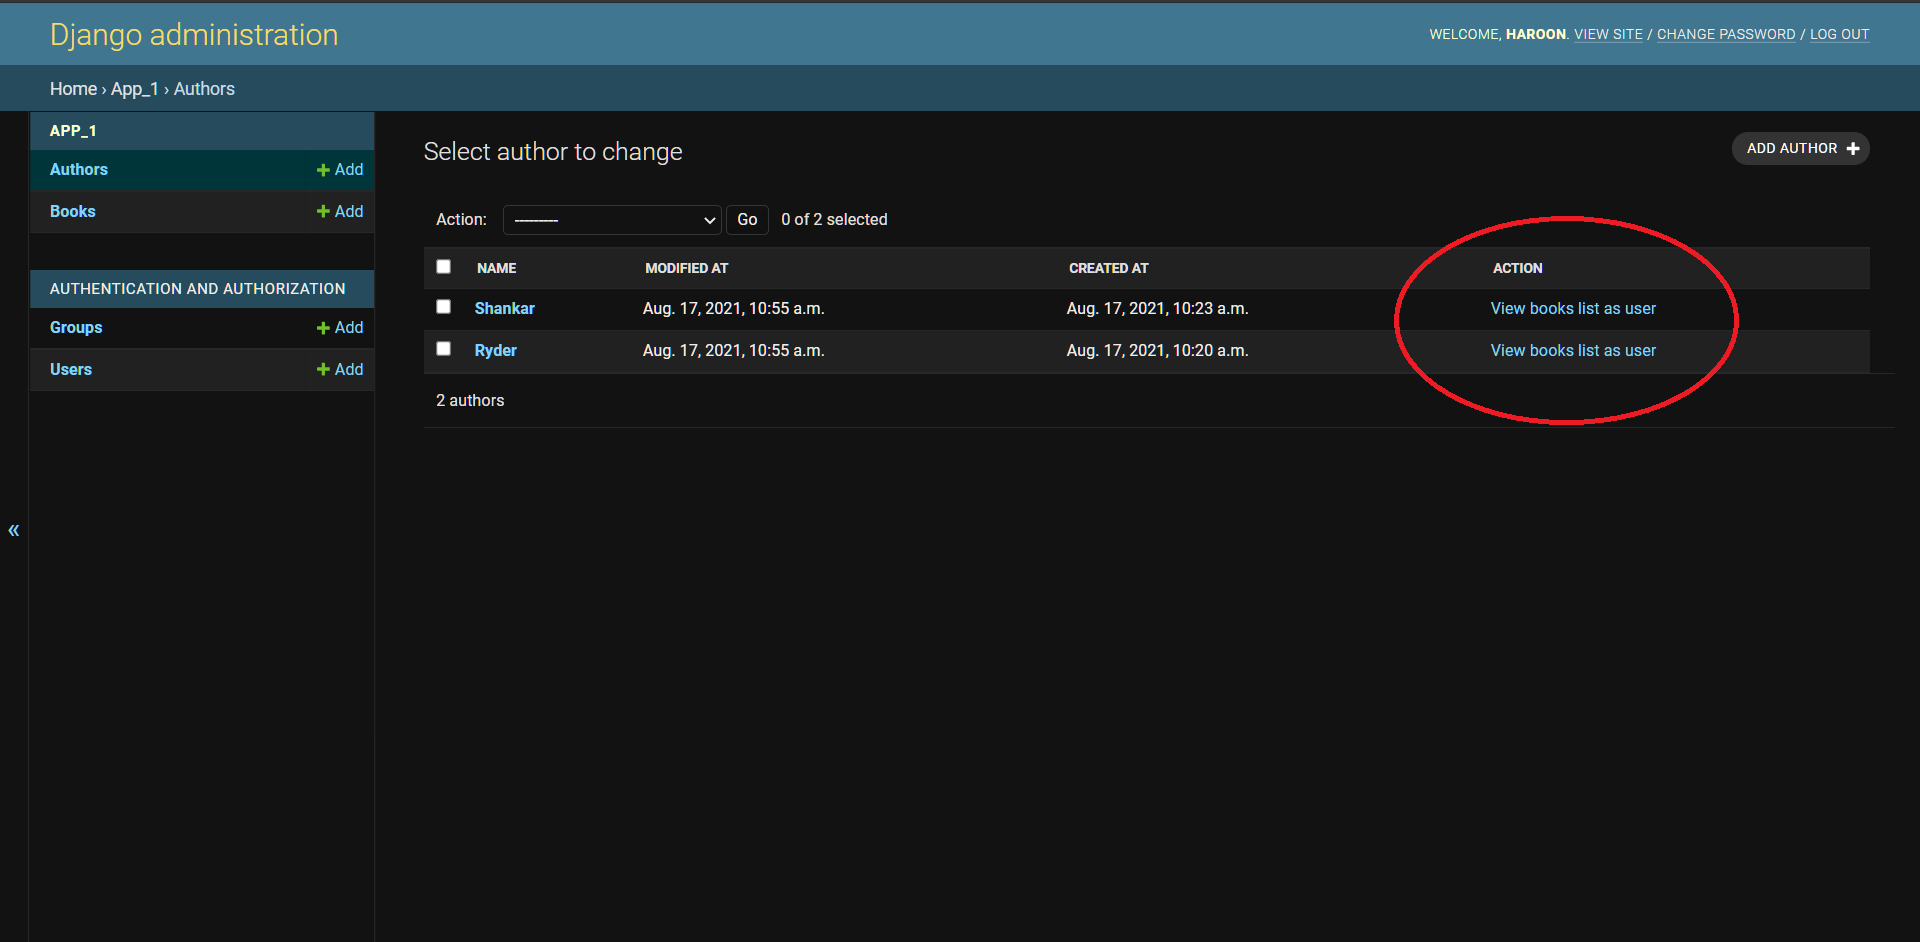 Django administration
WELCOME, HAROON. VIEW SITE / CHANGE PASSWORD / LOG OUT
Home › App_1 › Authors
APP_1
Authors + Add
Books + Add
AUTHENTICATION AND AUTHORIZATION
Groups + Add
Users + Add
«
Select author to change
ADD AUTHOR +
Action: --------- Go 0 of 2 selected
NAME MODIFIED AT CREATED AT ACTION
Shankar Aug. 17, 2021, 10:55 a.m. Aug. 17, 2021, 10:23 a.m. View books list as user
Ryder Aug. 17, 2021, 10:55 a.m. Aug. 17, 2021, 10:20 a.m. View books list as user
2 authors